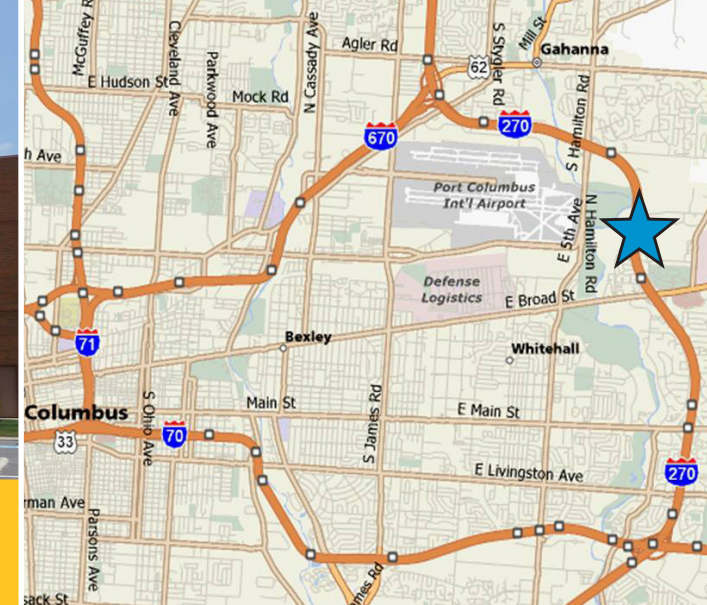 McGuffey R
Cleveland Ave
Parkwood Ave
N Cassady Ave
Agler Rd
S Stygler Rd
Mill St
Gahanna
62
E Hudson St
Mock Rd
670
270
S Hamilton Rd
h Ave
Port Columbus
Int'l Airport
E 5th Ave
N Hamilton Rd
Defense
Logistics
E Broad St
71
Bexley
Whitehall
Columbus
33
S Ohio Ave
70
Main St
S James Rd
E Main St
E Livingston Ave
270
rman Ave
Parsons Ave
mes Rd
sack St